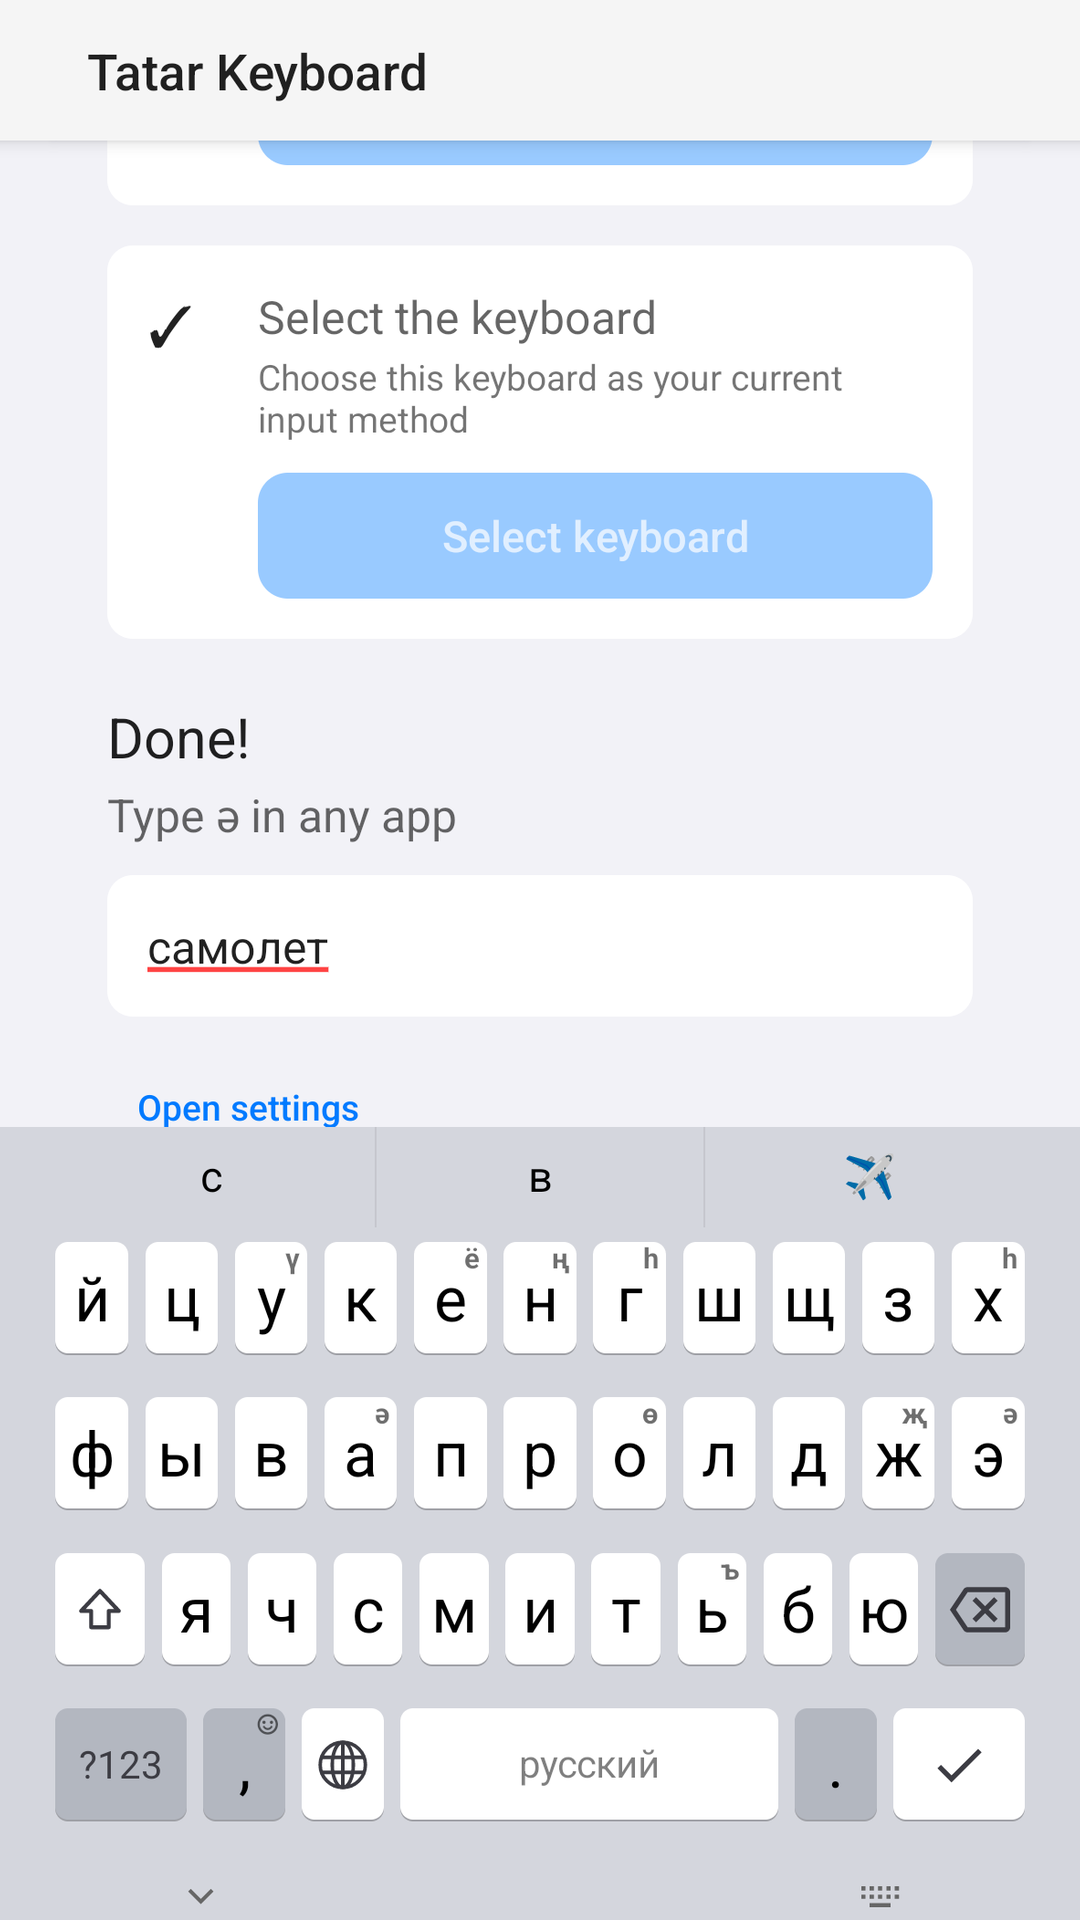 Tatar Keyboard
✓
Select the keyboard
Choose this keyboard as your current
input method
Select keyboard
Done!
Type ә in any app
самолет
Open settings
с в ✈️
й ц у ү к е ё н ң г һ ш щ з х һ
ф ы в а ә п р о ө л д ж җ э ә
я ч с м и т ь ъ б ю
?123 , русский .